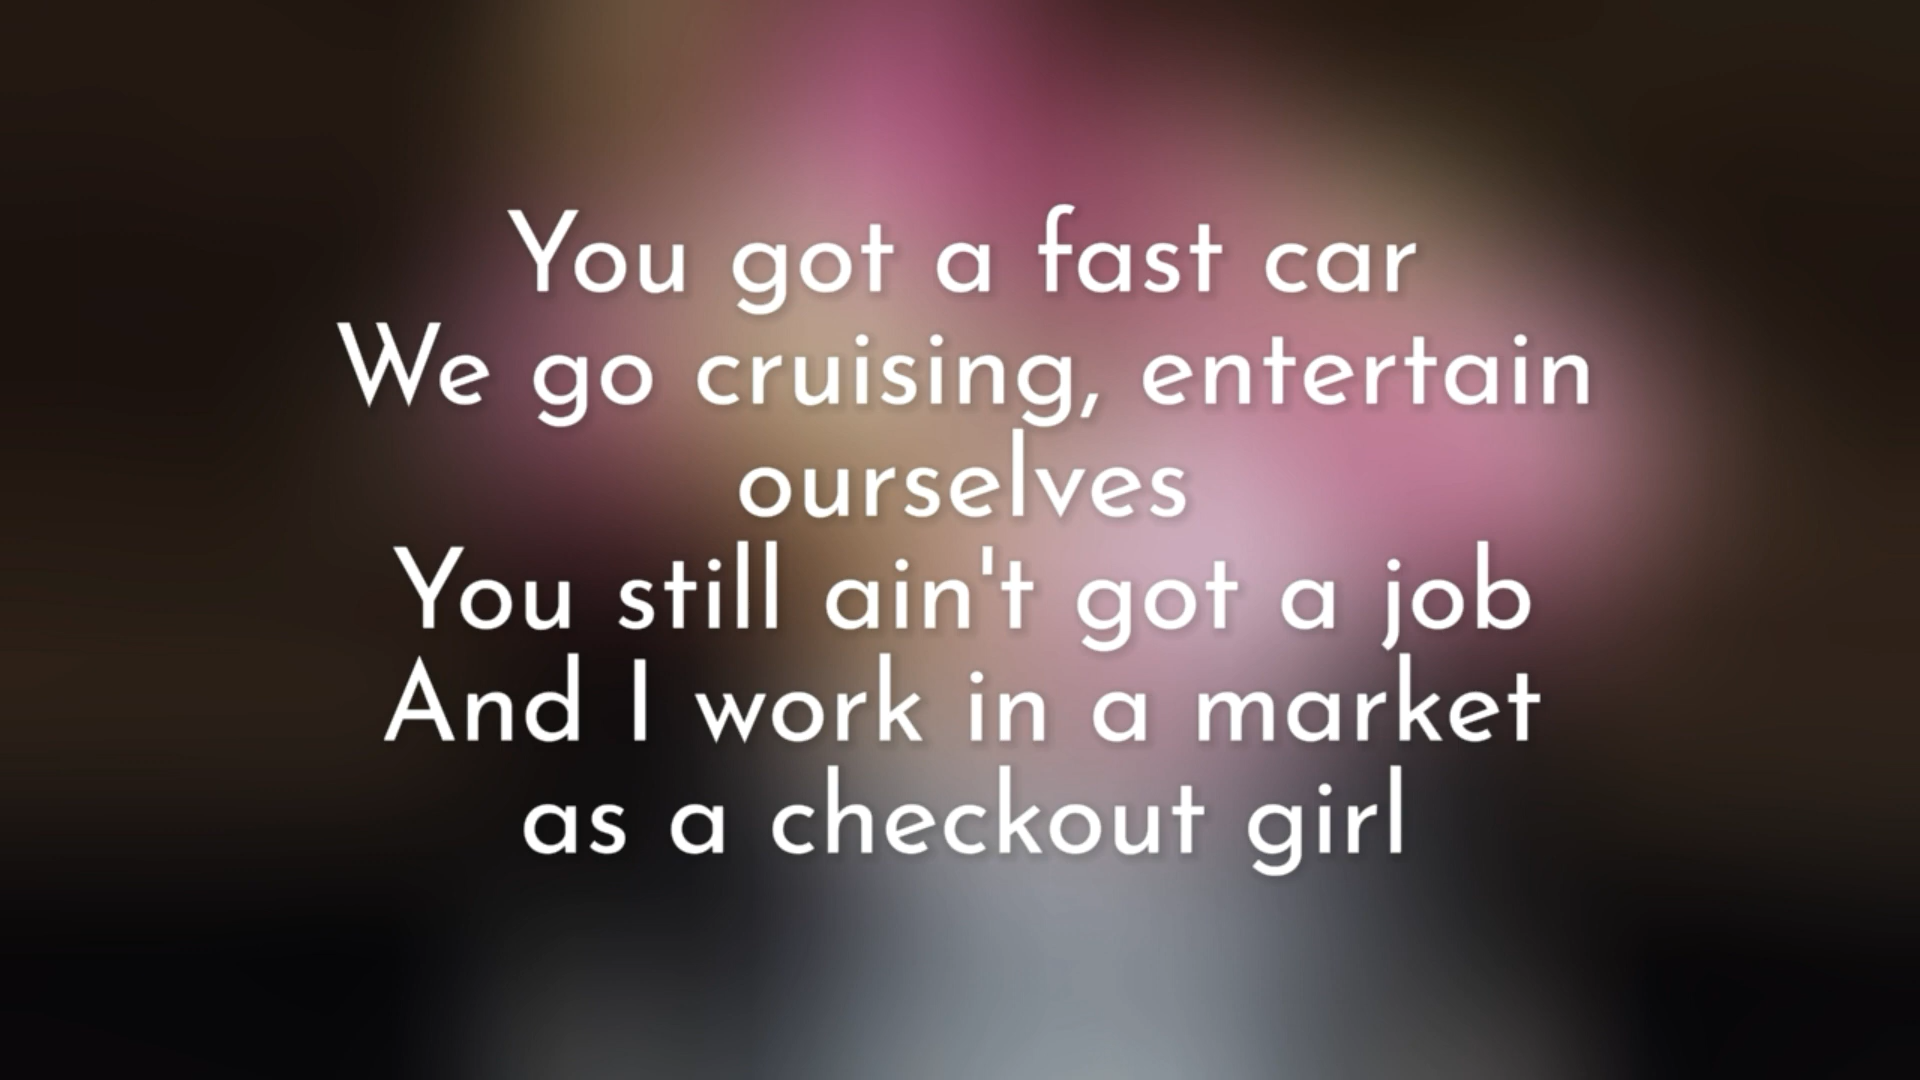 You got a fast car
We go cruising, entertain
ourselves
You still ain't got a job
And I work in a market
as a checkout girl